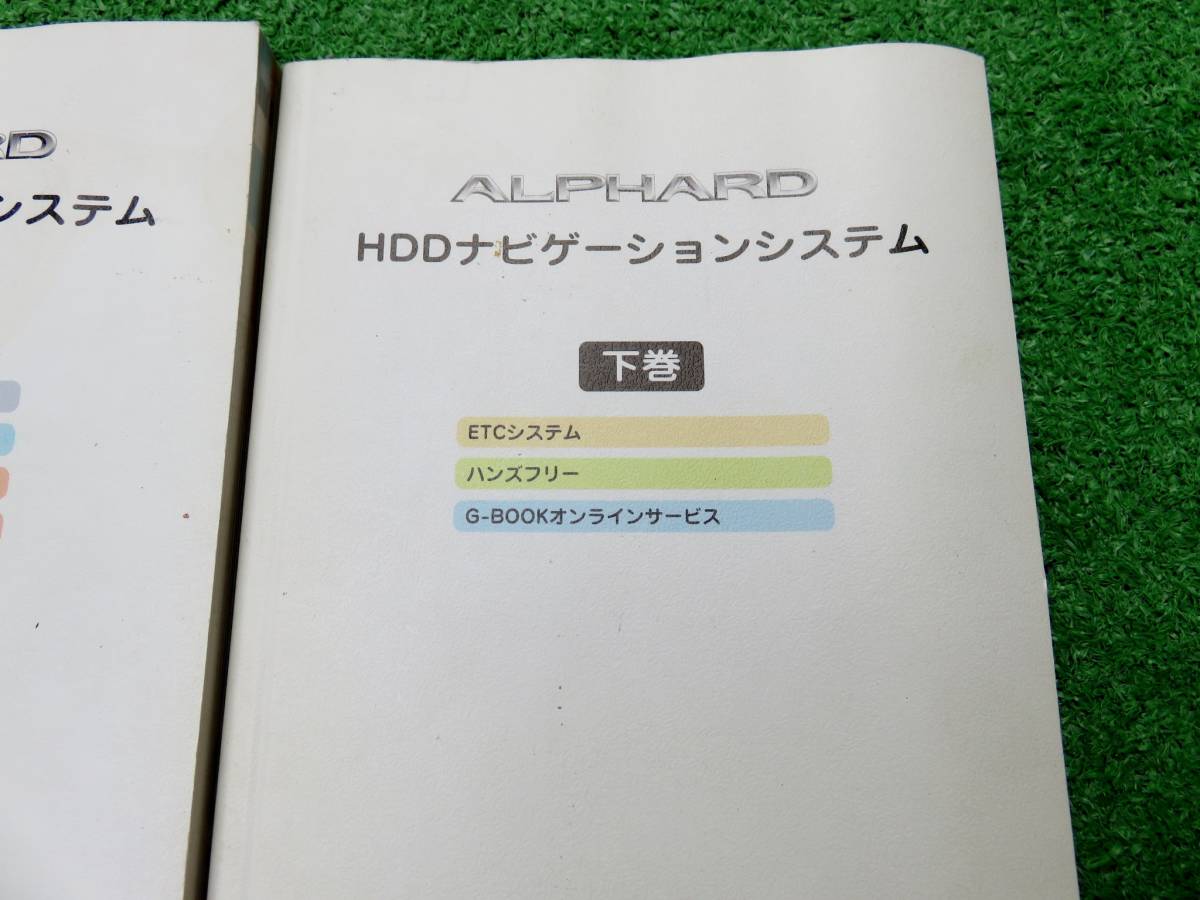 RD
システム
ALPHARD
HDDナビゲーションシステム
下巻
ETCシステム
ハンズフリー
G-BOOKオンラインサービス